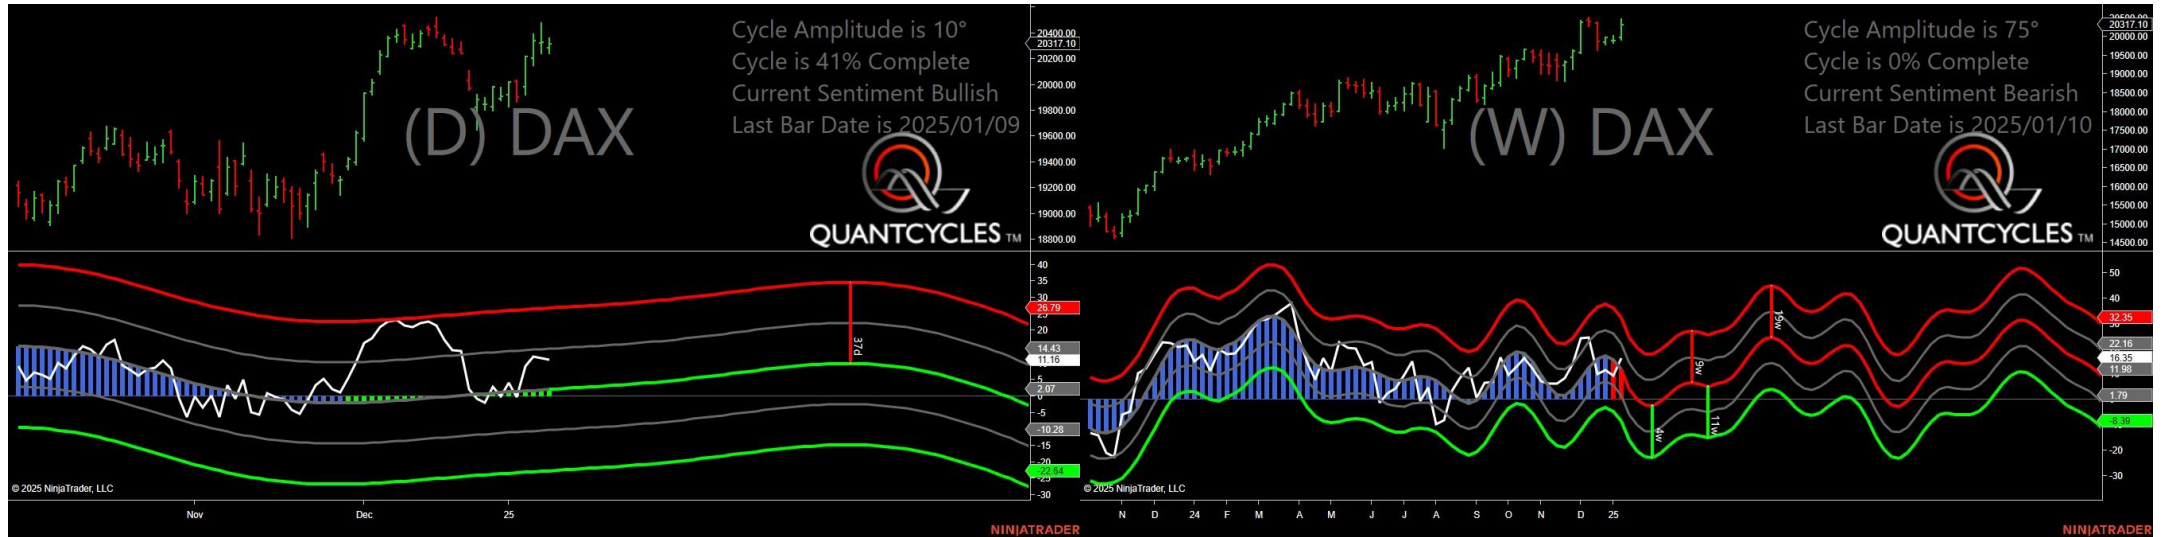 Cycle Amplitude is 10°
Cycle is 41% Complete
Current Sentiment Bullish
Last Bar Date is 2025/01/09
(D) DAX
QUANTCYCLES TM
20400.00
20317.10
20200.00
20000.00
19800.00
19600.00
19400.00
19200.00
19000.00
18800.00
40
35
30
26.79
20
14.43
11.16
5
2.07
-5
-10.28
-15
-22.64
-30
37d
© 2025 NinjaTrader, LLC
Nov Dec 25
NINJATRADER
Cycle Amplitude is 75°
Cycle is 0% Complete
Current Sentiment Bearish
Last Bar Date is 2025/01/10
(W) DAX
QUANTCYCLES TM
20317.10
20000.00
19500.00
19000.00
18500.00
18000.00
17500.00
17000.00
16500.00
16000.00
15500.00
15000.00
14500.00
50
40
32.35
22.16
16.35
11.98
1.79
-8.39
-20
-30
19w
9w
4w
11w
© 2025 NinjaTrader, LLC
N D 24 F M A M J J A S O N D 25
NINJATRADER